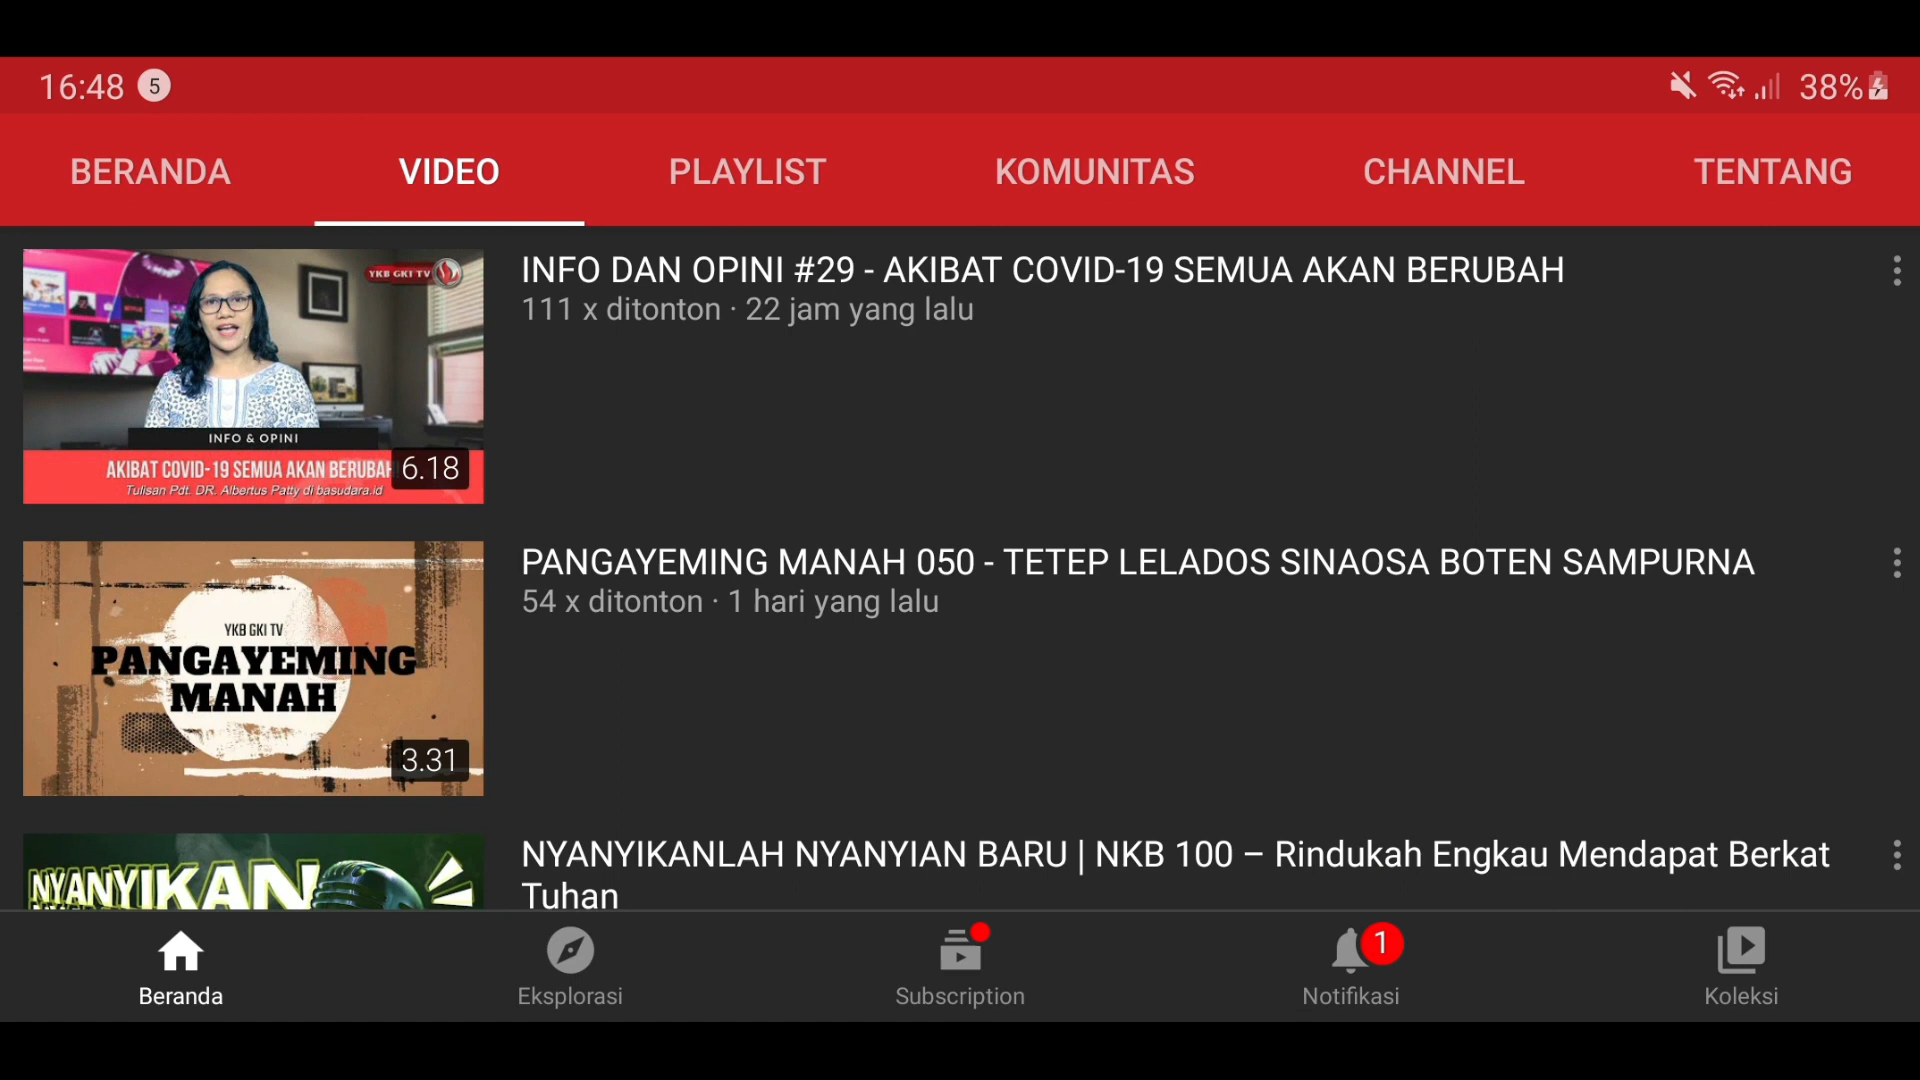 16:48 5 38%
BERANDA VIDEO PLAYLIST KOMUNITAS CHANNEL TENTANG
YKB GKI TV
INFO & OPINI
AKIBAT COVID-19 SEMUA AKAN BERUBAH
Tulisan Pdt. DR. Albertus Patty di basudara.id
6.18
INFO DAN OPINI #29 - AKIBAT COVID-19 SEMUA AKAN BERUBAH
111 x ditonton · 22 jam yang lalu
YKB GKI TV
PANGAYEMING
MANAH
3.31
PANGAYEMING MANAH 050 - TETEP LELADOS SINAOSA BOTEN SAMPURNA
54 x ditonton · 1 hari yang lalu
NYANYIKAN
NYANYIKANLAH NYANYIAN BARU | NKB 100 – Rindukah Engkau Mendapat Berkat
Tuhan
1
Beranda Eksplorasi Subscription Notifikasi Koleksi